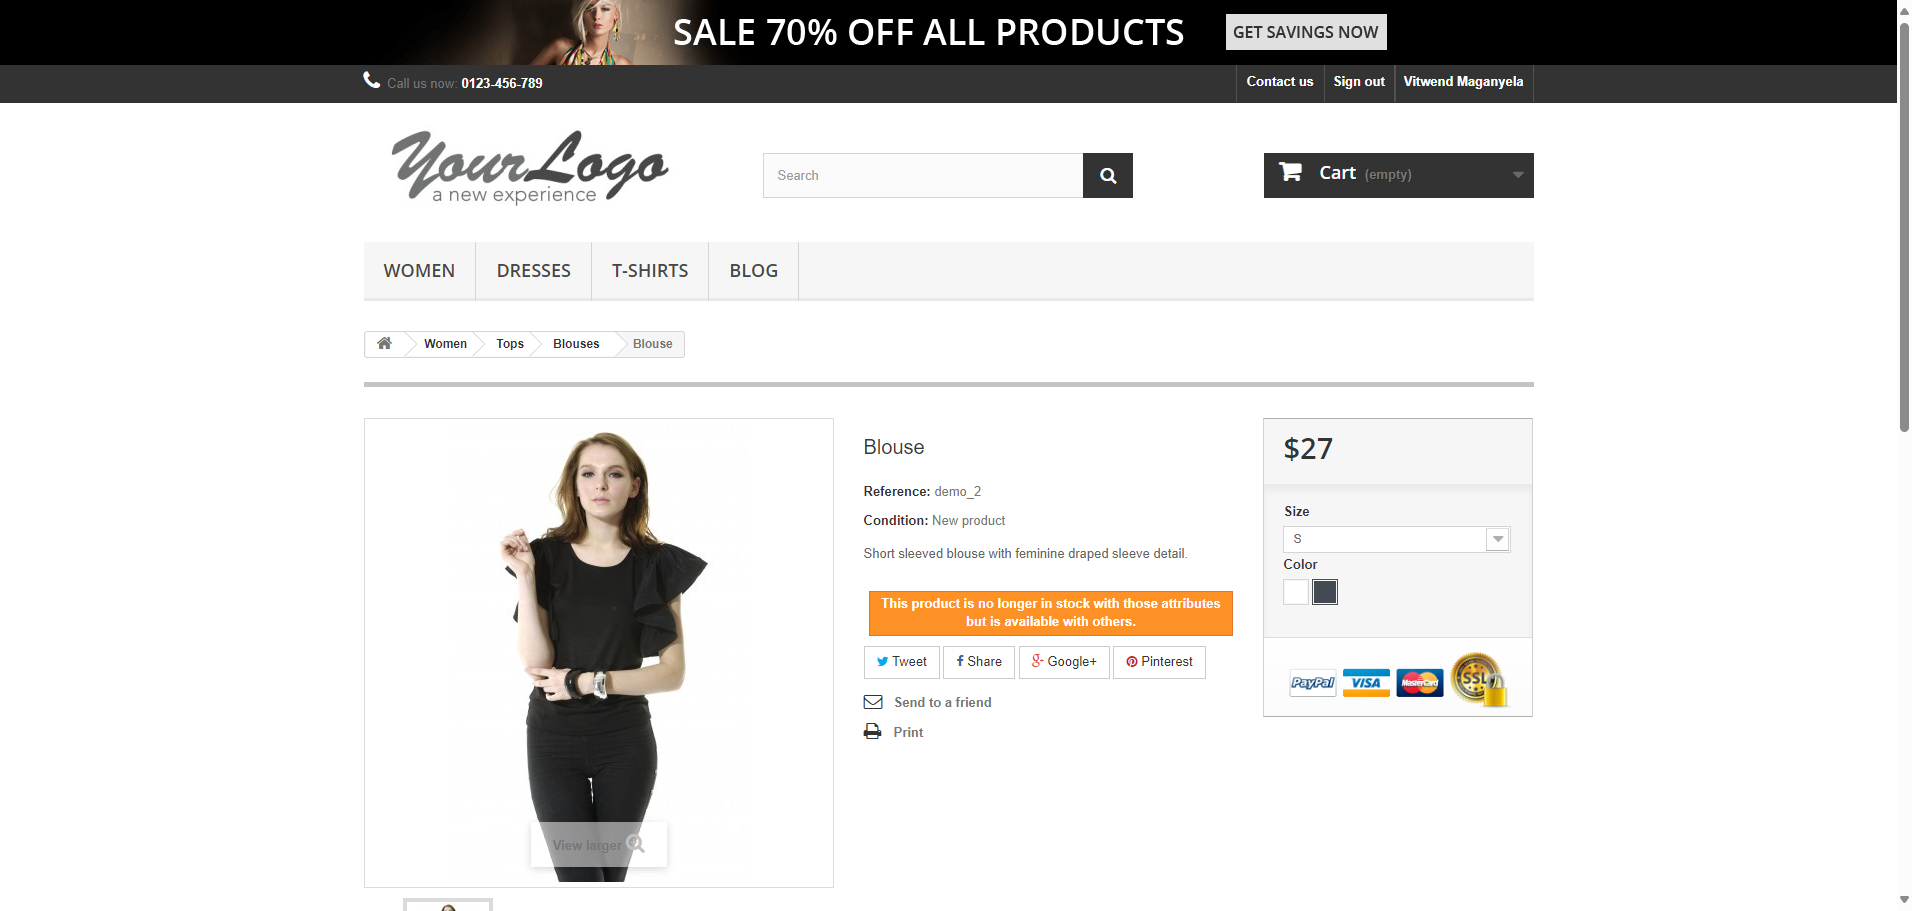 SALE 70% OFF ALL PRODUCTS
GET SAVINGS NOW
Call us now: 0123-456-789
Contact us
Sign out
Vitwend Maganyela
YourLogo
a new experience
Search
Cart (empty)
WOMEN
DRESSES
T-SHIRTS
BLOG
Women
Tops
Blouses
Blouse
Blouse
Reference: demo_2
Condition: New product
Short sleeved blouse with feminine draped sleeve detail.
This product is no longer in stock with those attributes
but is available with others.
Tweet
Share
Google+
Pinterest
Send to a friend
Print
View larger
$27
Size
S
Color
PayPal
VISA
MasterCard
SSL